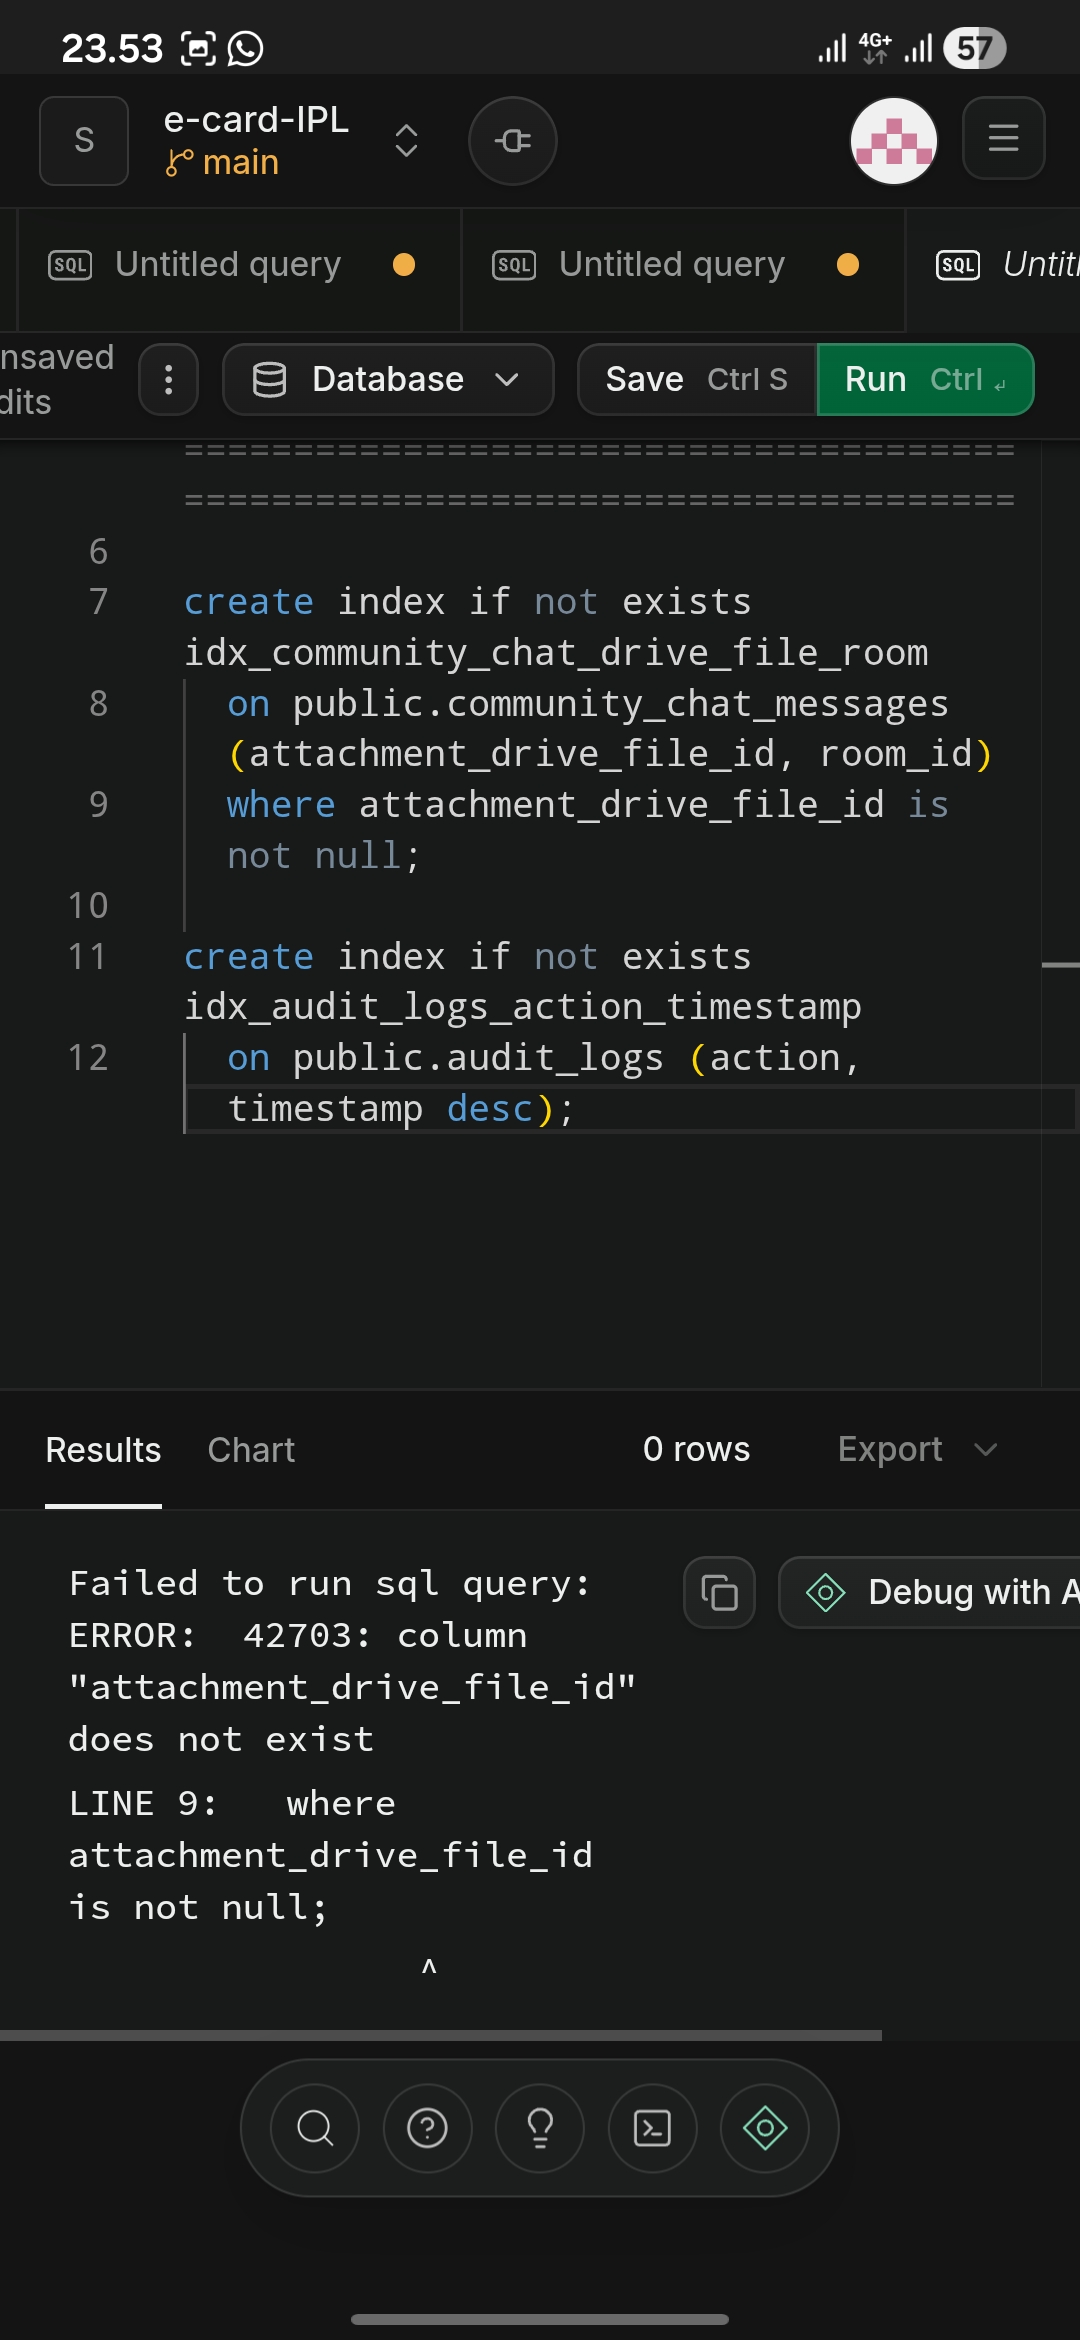 23.53
4G+
57
S
e-card-IPL
main
SQL Untitled query
SQL Untitled query
SQL Untitl
nsaved
dits
Database
Save Ctrl S
Run Ctrl ↵
======================================
======================================
6
7 create index if not exists
idx_community_chat_drive_file_room
8 on public.community_chat_messages
(attachment_drive_file_id, room_id)
9 where attachment_drive_file_id is
not null;
10
11 create index if not exists
idx_audit_logs_action_timestamp
12 on public.audit_logs (action,
timestamp desc);
Results Chart 0 rows Export
Failed to run sql query:
Debug with A
ERROR:  42703: column
"attachment_drive_file_id"
does not exist
LINE 9:   where
attachment_drive_file_id
is not null;
^